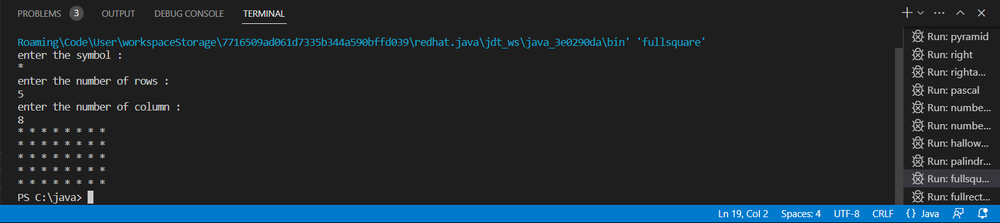 PROBLEMS 3 OUTPUT DEBUG CONSOLE TERMINAL
Roaming\Code\User\workspaceStorage\7716509ad061d7335b344a590bffd039\redhat.java\jdt_ws\java_3e0290da\bin' 'fullsquare'
enter the symbol :
*
enter the number of rows :
5
enter the number of column :
8
* * * * * * * *
* * * * * * * *
* * * * * * * *
* * * * * * * *
* * * * * * * *
PS C:\java>
Run: pyramid
Run: right
Run: righta...
Run: pascal
Run: numbe...
Run: numbe...
Run: hallow...
Run: palindr...
Run: fullsqu...
Run: fullrect...
Ln 19, Col 2 Spaces: 4 UTF-8 CRLF {} Java